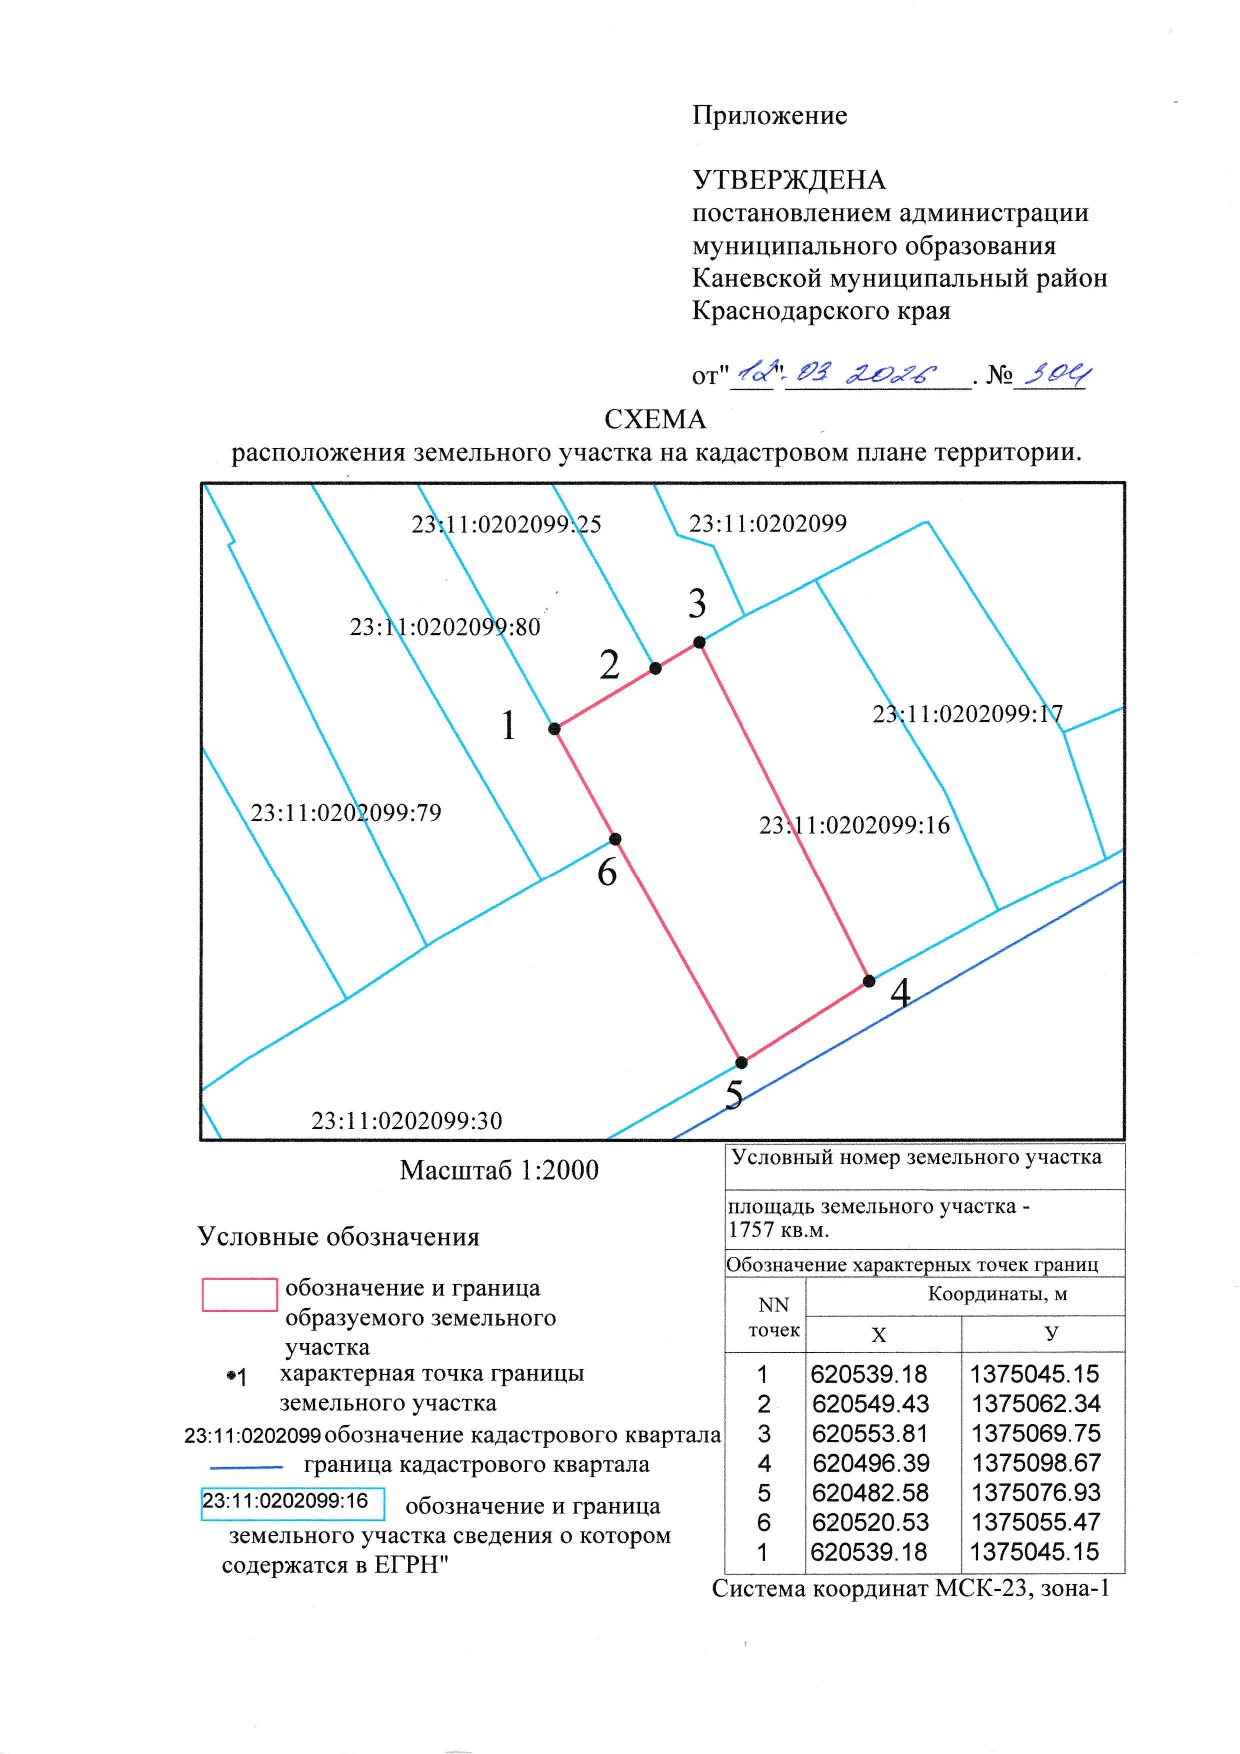 Приложение
УТВЕРЖДЕНА
постановлением администрации
муниципального образования
Каневской муниципальный район
Краснодарского края
от"12". 03 2026. № 304
СХЕМА
расположения земельного участка на кадастровом плане территории.
23:11:0202099:25
23:11:0202099
3
23:11:0202099:80
2
1
23:11:0202099:17
23:11:0202099:79
23:11:0202099:16
6
4
5
23:11:0202099:30
Масштаб 1:2000
Условные обозначения
обозначение и граница
образуемого земельного
участка
1 характерная точка границы
земельного участка
23:11:0202099 обозначение кадастрового квартала
граница кадастрового квартала
23:11:0202099:16 обозначение и граница
земельного участка сведения о котором
содержатся в ЕГРН"
Условный номер земельного участка
площадь земельного участка -
1757 кв.м.
Обозначение характерных точек границ
NN точек Координаты, м
Х У
1 620539.18 1375045.15
2 620549.43 1375062.34
3 620553.81 1375069.75
4 620496.39 1375098.67
5 620482.58 1375076.93
6 620520.53 1375055.47
1 620539.18 1375045.15
Система координат МСК-23, зона-1